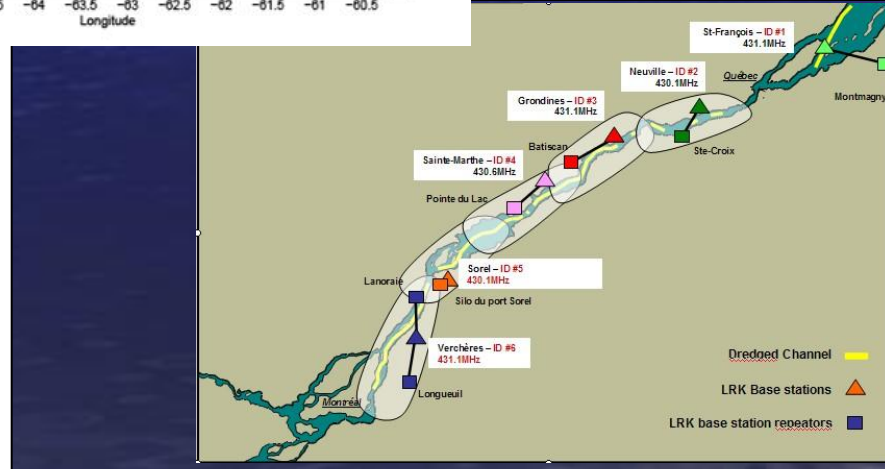 −64 −63.5 −63 −62.5 −62 −61.5 −61 −60.5
Longitude
St-François – ID #1
431.1MHz
Neuville – ID #2
430.1MHz
Québec
Montmagny
Grondines – ID #3
431.1MHz
Batiscan
Ste-Croix
Sainte-Marthe – ID #4
430.6MHz
Pointe du Lac
Lanoraie
Sorel – ID #5
430.1MHz
Silo du port Sorel
Verchères – ID #6
431.1MHz
Longueuil
Montréal
Dredged Channel
LRK Base stations
LRK base station repeators